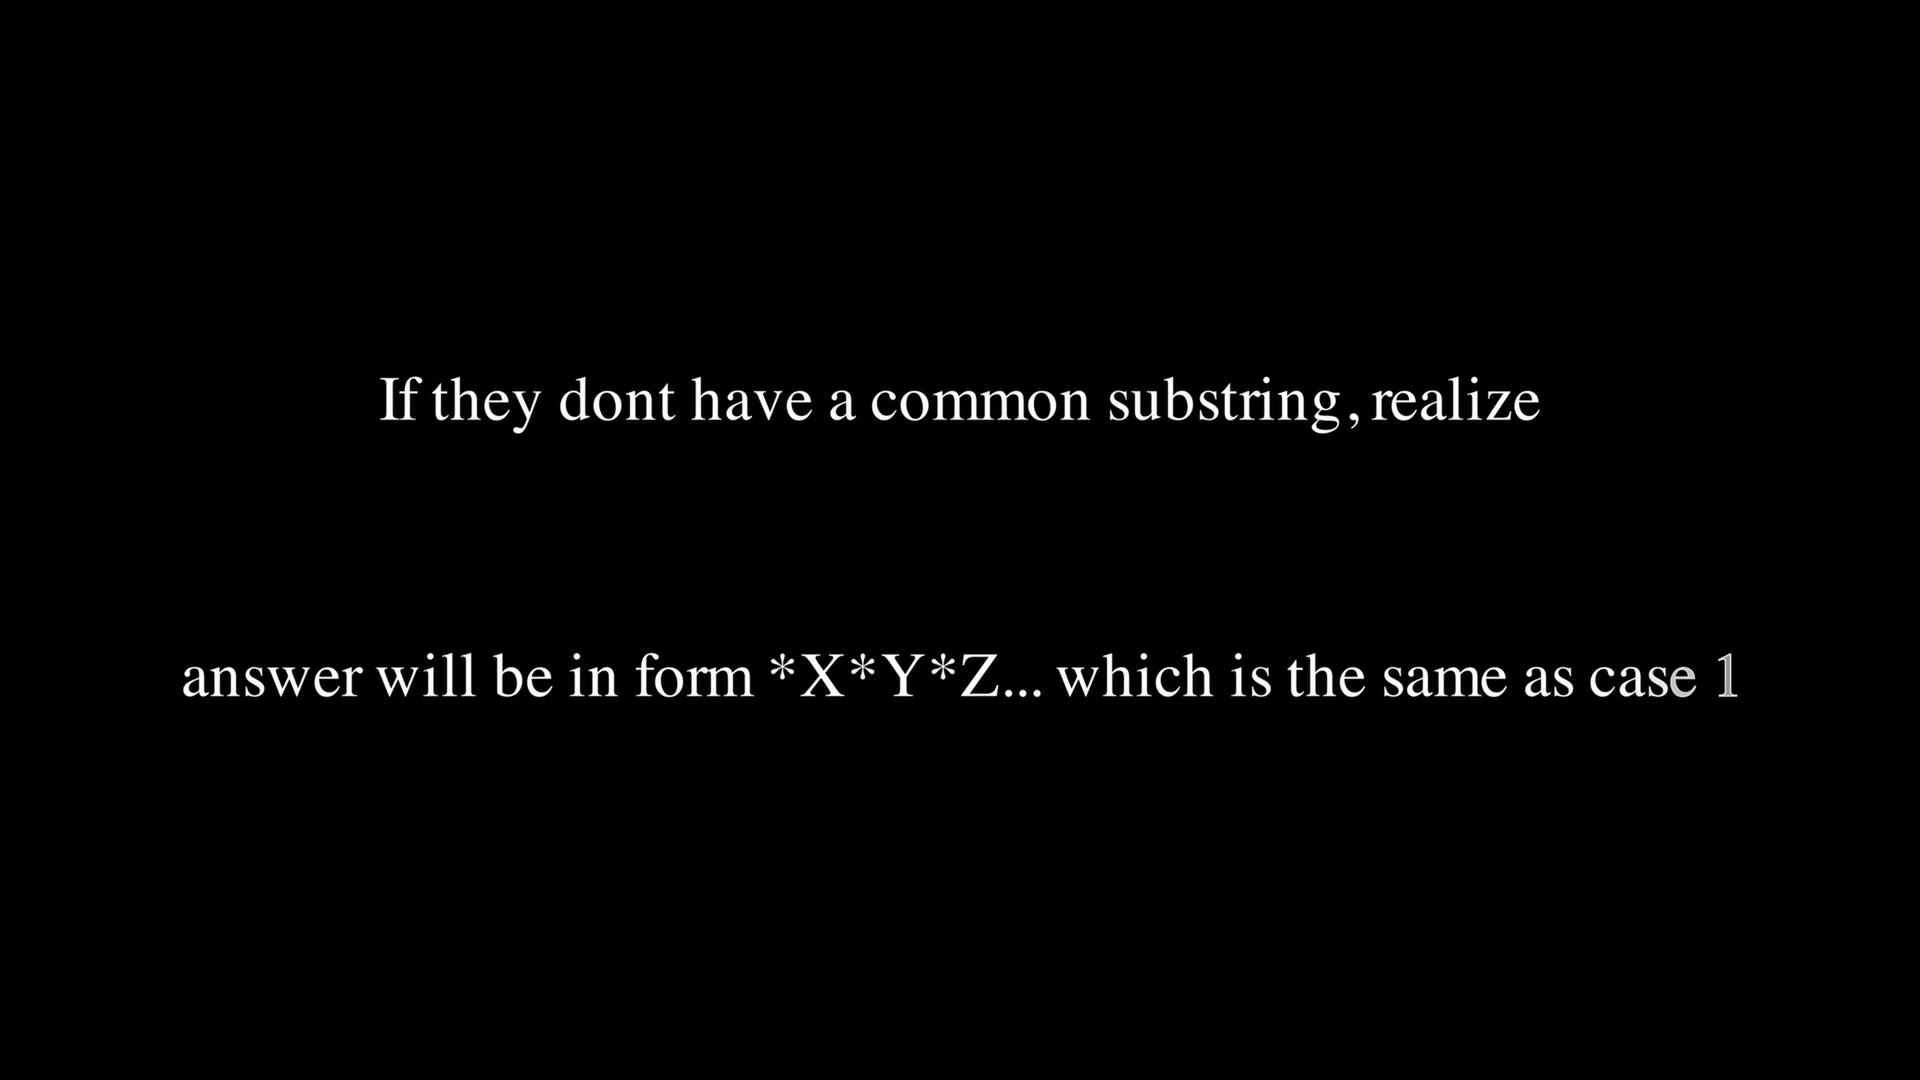 If they dont have a common substring, realize
answer will be in form *X*Y*Z... which is the same as case 1